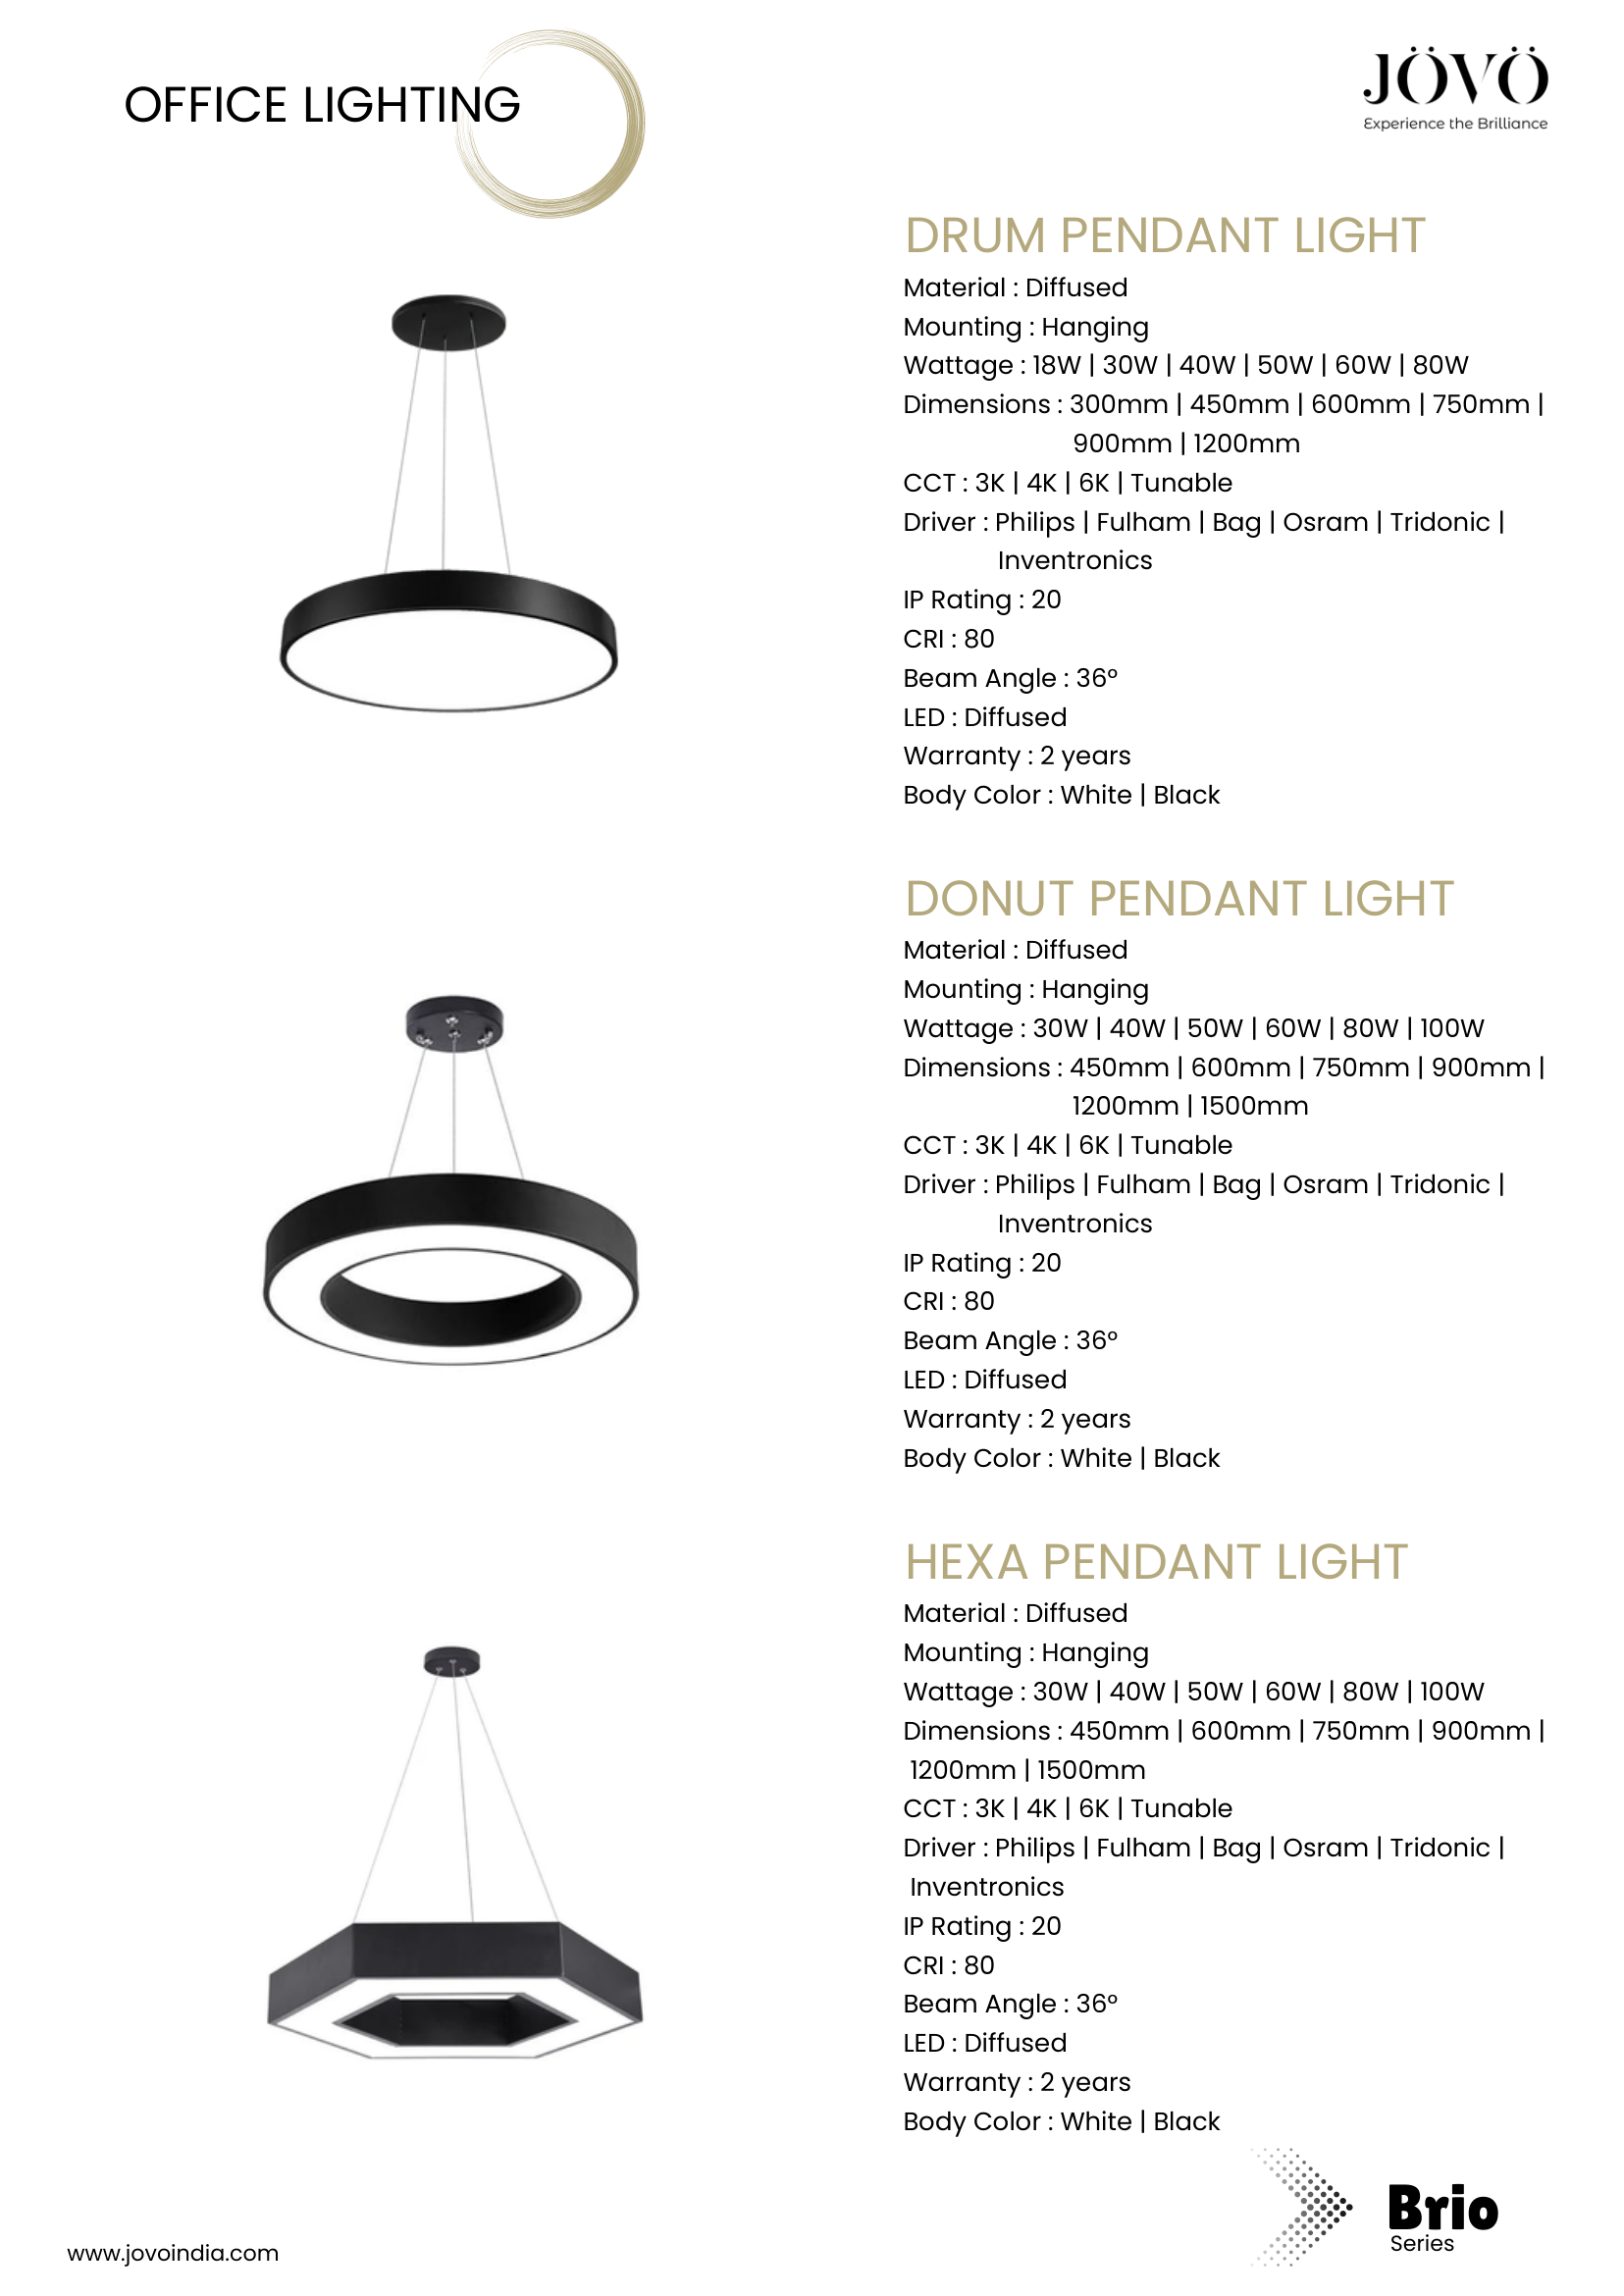 OFFICE LIGHTING
JÖVÖ
Experience the Brilliance
DRUM PENDANT LIGHT
Material : Diffused
Mounting : Hanging
Wattage : 18W | 30W | 40W | 50W | 60W | 80W
Dimensions : 300mm | 450mm | 600mm | 750mm |
900mm | 1200mm
CCT : 3K | 4K | 6K | Tunable
Driver : Philips | Fulham | Bag | Osram | Tridonic |
Inventronics
IP Rating : 20
CRI : 80
Beam Angle : 36°
LED : Diffused
Warranty : 2 years
Body Color : White | Black
DONUT PENDANT LIGHT
Material : Diffused
Mounting : Hanging
Wattage : 30W | 40W | 50W | 60W | 80W | 100W
Dimensions : 450mm | 600mm | 750mm | 900mm |
1200mm | 1500mm
CCT : 3K | 4K | 6K | Tunable
Driver : Philips | Fulham | Bag | Osram | Tridonic |
Inventronics
IP Rating : 20
CRI : 80
Beam Angle : 36°
LED : Diffused
Warranty : 2 years
Body Color : White | Black
HEXA PENDANT LIGHT
Material : Diffused
Mounting : Hanging
Wattage : 30W | 40W | 50W | 60W | 80W | 100W
Dimensions : 450mm | 600mm | 750mm | 900mm |
1200mm | 1500mm
CCT : 3K | 4K | 6K | Tunable
Driver : Philips | Fulham | Bag | Osram | Tridonic |
Inventronics
IP Rating : 20
CRI : 80
Beam Angle : 36°
LED : Diffused
Warranty : 2 years
Body Color : White | Black
Brio
Series
www.jovoindia.com